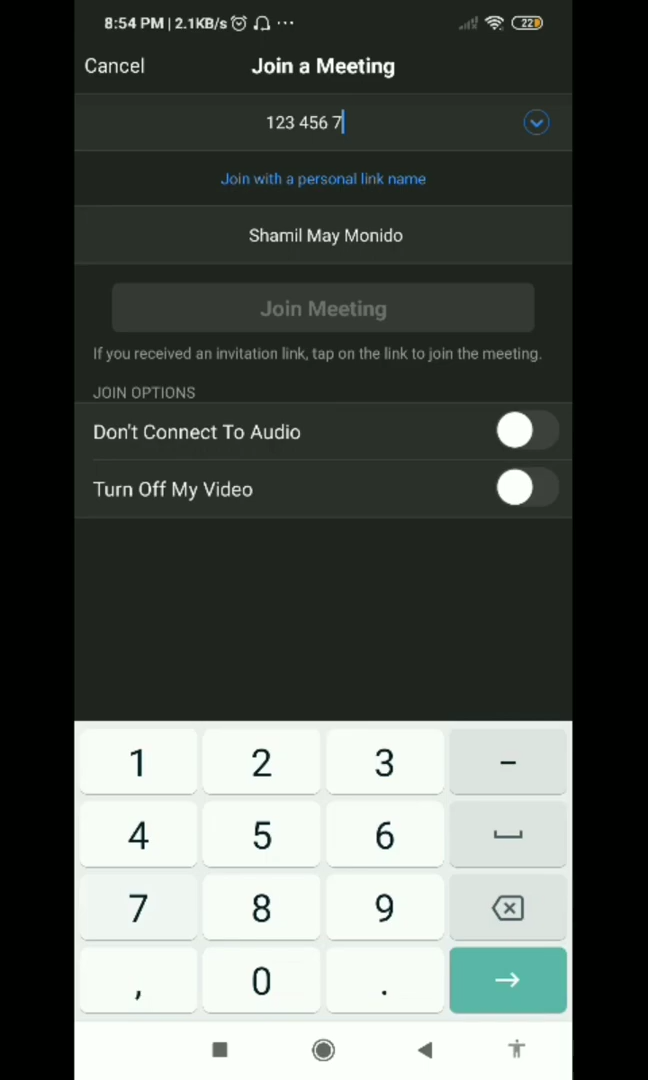 8:54 PM | 2.1KB/s ··· 22
Cancel Join a Meeting
123 456 7
Join with a personal link name
Shamil May Monido
Join Meeting
If you received an invitation link, tap on the link to join the meeting.
JOIN OPTIONS
Don't Connect To Audio
Turn Off My Video
1 2 3 –
4 5 6
7 8 9
, 0 .